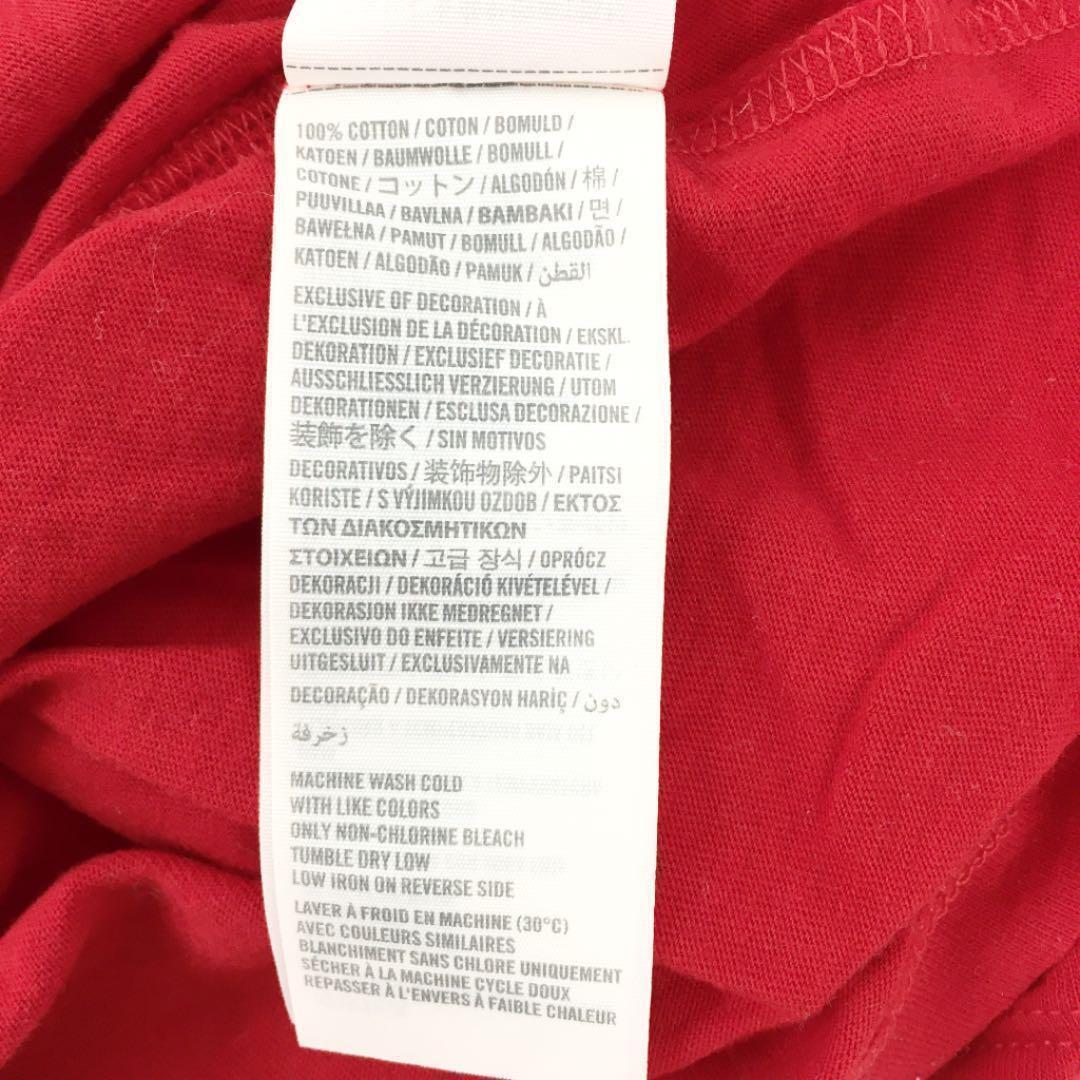 100% COTTON / COTON / BOMULD /
KATOEN / BAUMWOLLE / BOMULL /
COTONE / コットン / ALGODÓN / 棉 /
PUUVILLAA / BAVLNA / BAMBAKI / 면 /
BAWEŁNA / PAMUT / BOMULL / ALGODÃO /
KATOEN / ALGODÃO / PAMUK / القطن
EXCLUSIVE OF DECORATION / À
L'EXCLUSION DE LA DÉCORATION / EKSKL.
DEKORATION / EXCLUSIEF DECORATIE /
AUSSCHLIESSLICH VERZIERUNG / UTOM
DEKORATIONEN / ESCLUSA DECORAZIONE /
装飾を除く / SIN MOTIVOS
DECORATIVOS / 装饰物除外 / PAITSI
KORISTE / S VÝJIMKOU OZDOB / ΕΚΤΟΣ
ΤΩΝ ΔΙΑΚΟΣΜΗΤΙΚΩΝ
ΣΤΟΙΧΕΙΩΝ / 고급 장식 / OPRÓCZ
DEKORACJI / DEKORÁCIÓ KIVÉTELÉVEL /
DEKORASJON IKKE MEDREGNET /
EXCLUSIVO DO ENFEITE / VERSIERING
UITGESLUIT / EXCLUSIVAMENTE NA
DECORAÇÃO / DEKORASYON HARİÇ / دون
زخرفة
MACHINE WASH COLD
WITH LIKE COLORS
ONLY NON-CHLORINE BLEACH
TUMBLE DRY LOW
LOW IRON ON REVERSE SIDE
LAVER À FROID EN MACHINE (30°C)
AVEC COULEURS SIMILAIRES
BLANCHIMENT SANS CHLORE UNIQUEMENT
SÉCHER À LA MACHINE CYCLE DOUX
REPASSER À L'ENVERS À FAIBLE CHALEUR